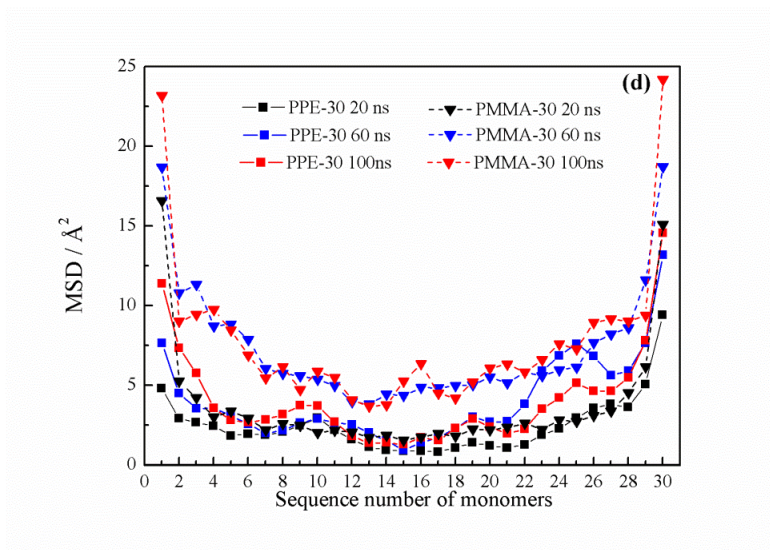 (d)
25
20
15
10
5
0
MSD / Å²
PPE-30 20 ns
PPE-30 60 ns
PPE-30 100ns
PMMA-30 20 ns
PMMA-30 60 ns
PMMA-30 100ns
0 2 4 6 8 10 12 14 16 18 20 22 24 26 28 30
Sequence number of monomers